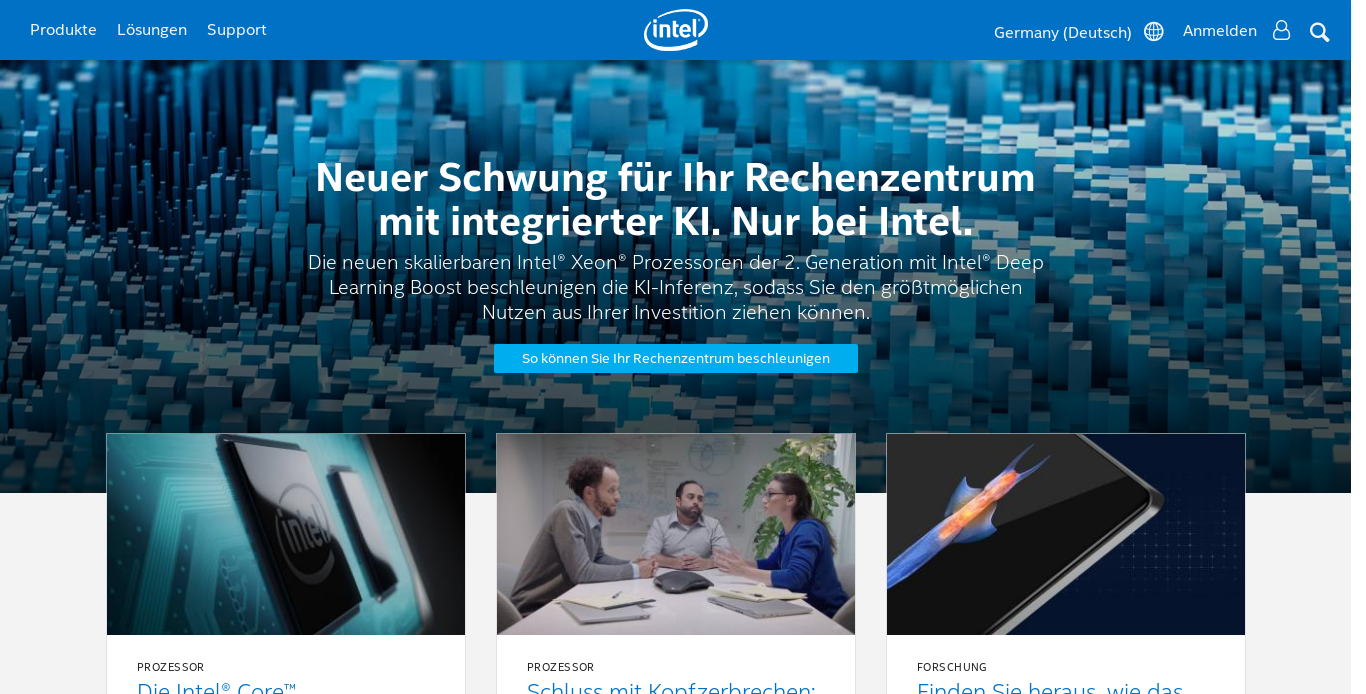 Produkte
Lösungen
Support
intel
Germany (Deutsch)
Anmelden
Neuer Schwung für Ihr Rechenzentrum
mit integrierter KI. Nur bei Intel.
Die neuen skalierbaren Intel® Xeon® Prozessoren der 2. Generation mit Intel® Deep
Learning Boost beschleunigen die KI-Inferenz, sodass Sie den größtmöglichen
Nutzen aus Ihrer Investition ziehen können.
So können Sie Ihr Rechenzentrum beschleunigen
intel
PROZESSOR
Die Intel® Core™
PROZESSOR
Schluss mit Kopfzerbrechen:
FORSCHUNG
Finden Sie heraus, wie das